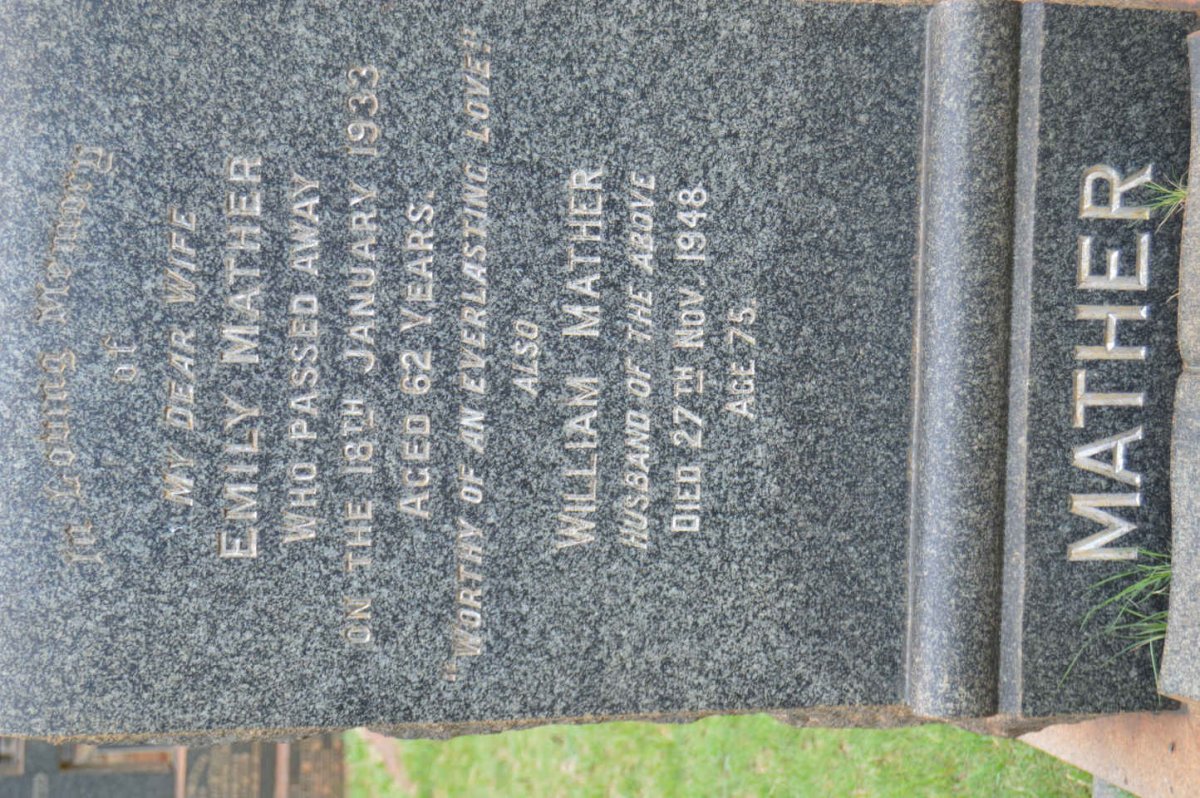 In Loving Memory
of
MY DEAR WIFE
EMILY MATHER
WHO PASSED AWAY
ON THE 18TH JANUARY 1933
AGED 62 YEARS.
"WORTHY OF AN EVERLASTING LOVE."
ALSO
WILLIAM MATHER
HUSBAND OF THE ABOVE
DIED 27TH NOV. 1948
AGE 75.
MATHER